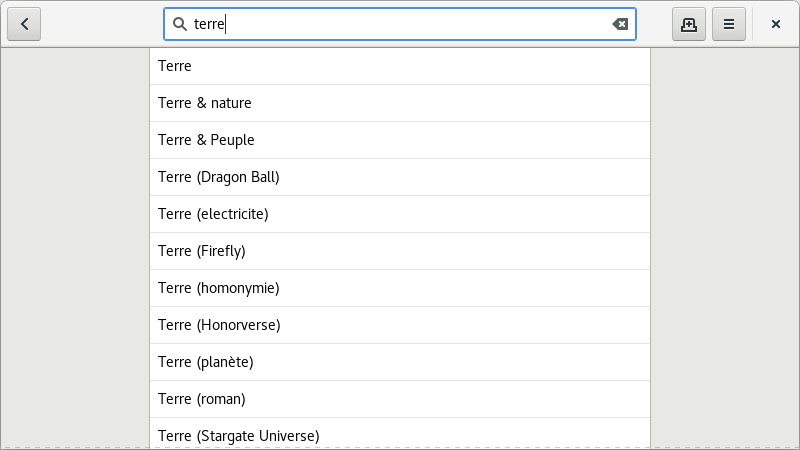 terre
Terre
Terre & nature
Terre & Peuple
Terre (Dragon Ball)
Terre (electricite)
Terre (Firefly)
Terre (homonymie)
Terre (Honorverse)
Terre (planète)
Terre (roman)
Terre (Stargate Universe)